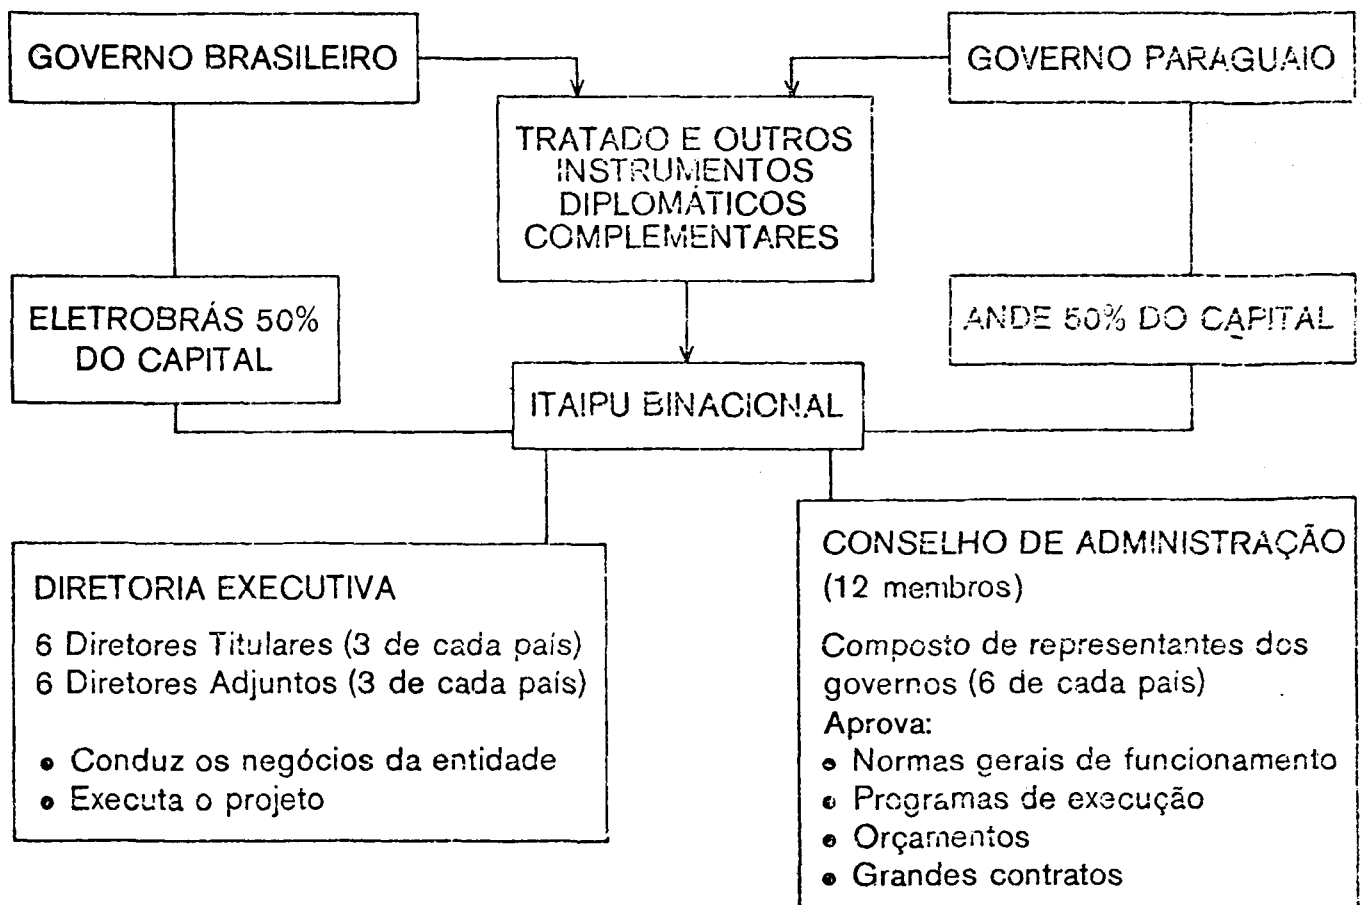 GOVERNO BRASILEIRO
GOVERNO PARAGUAIO
TRATADO E OUTROS
INSTRUMENTOS
DIPLOMÁTICOS
COMPLEMENTARES
ELETROBRÁS 50%
DO CAPITAL
ANDE 50% DO CAPITAL
ITAIPU BINACIONAL
DIRETORIA EXECUTIVA
6 Diretores Titulares (3 de cada país)
6 Diretores Adjuntos (3 de cada país)
• Conduz os negócios da entidade
• Executa o projeto
CONSELHO DE ADMINISTRAÇÃO
(12 membros)
Composto de representantes dos
governos (6 de cada país)
Aprova:
• Normas gerais de funcionamento
• Programas de execução
• Orçamentos
• Grandes contratos